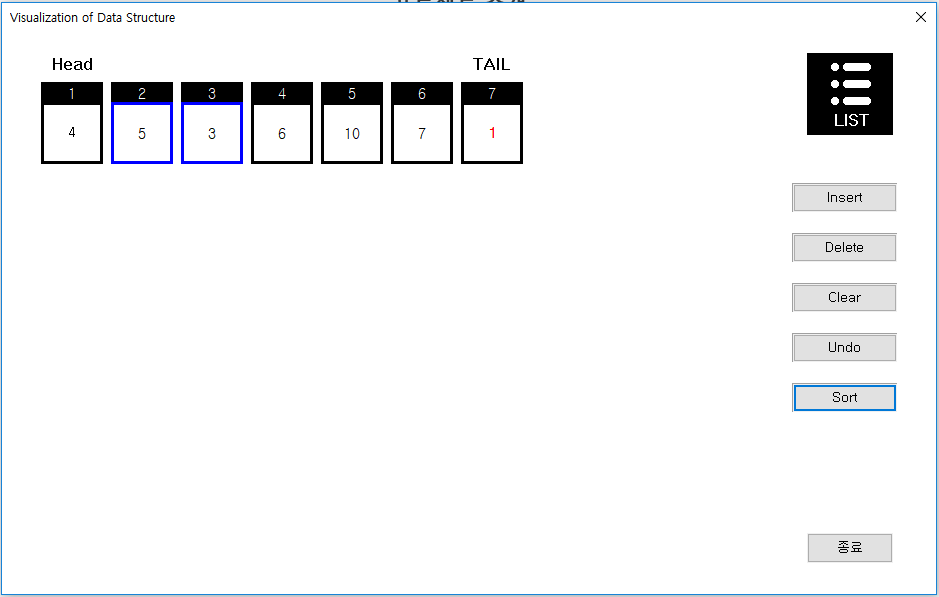 Visualization of Data Structure
Head TAIL
1 2 3 4 5 6 7
4 5 3 6 10 7 1
LIST
Insert
Delete
Clear
Undo
Sort
종료